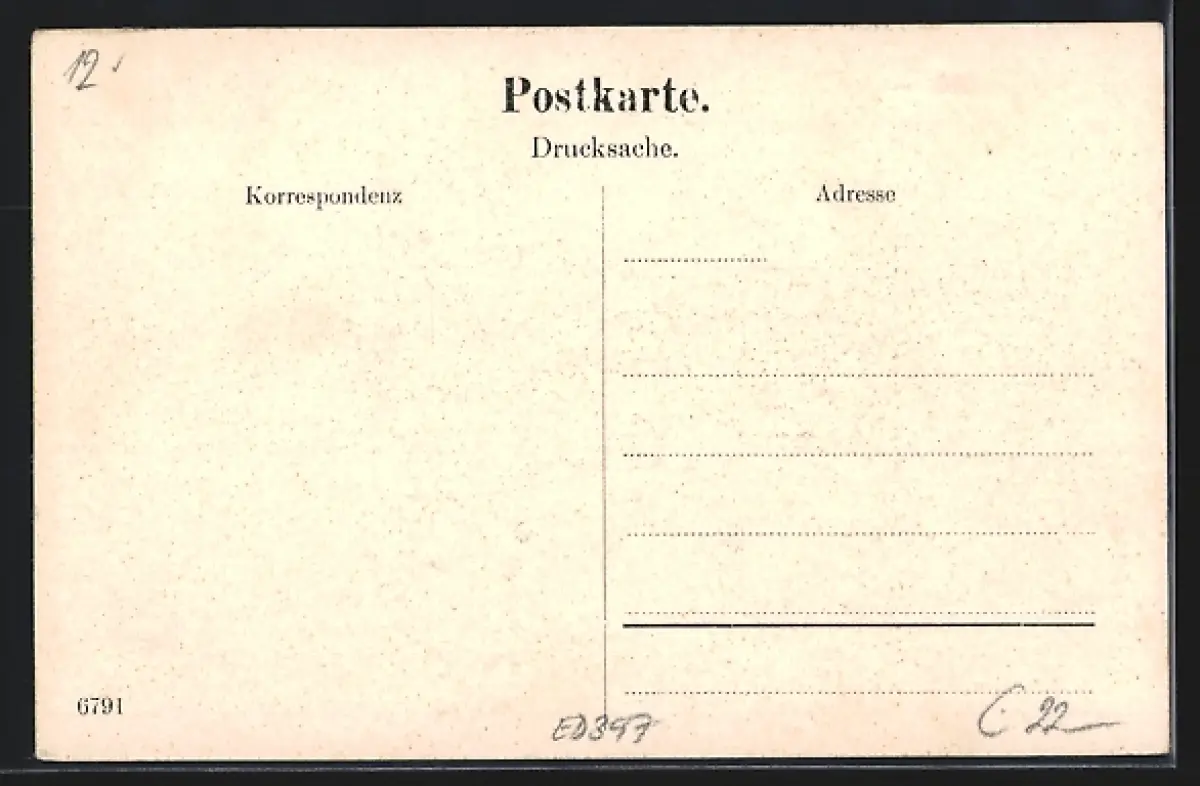 12
Postkarte.
Drucksache.
Korrespondenz
Adresse
6791
ED397
C 22